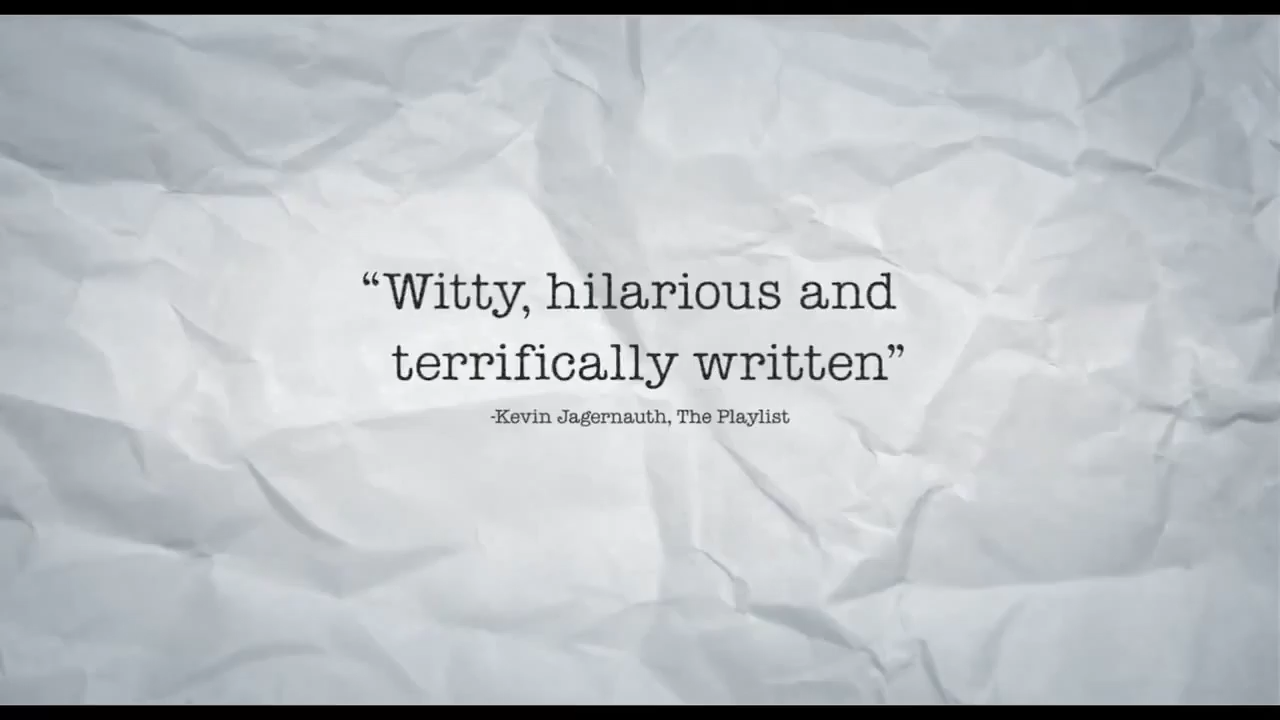 “Witty, hilarious and
terrifically written”
-Kevin Jagernauth, The Playlist